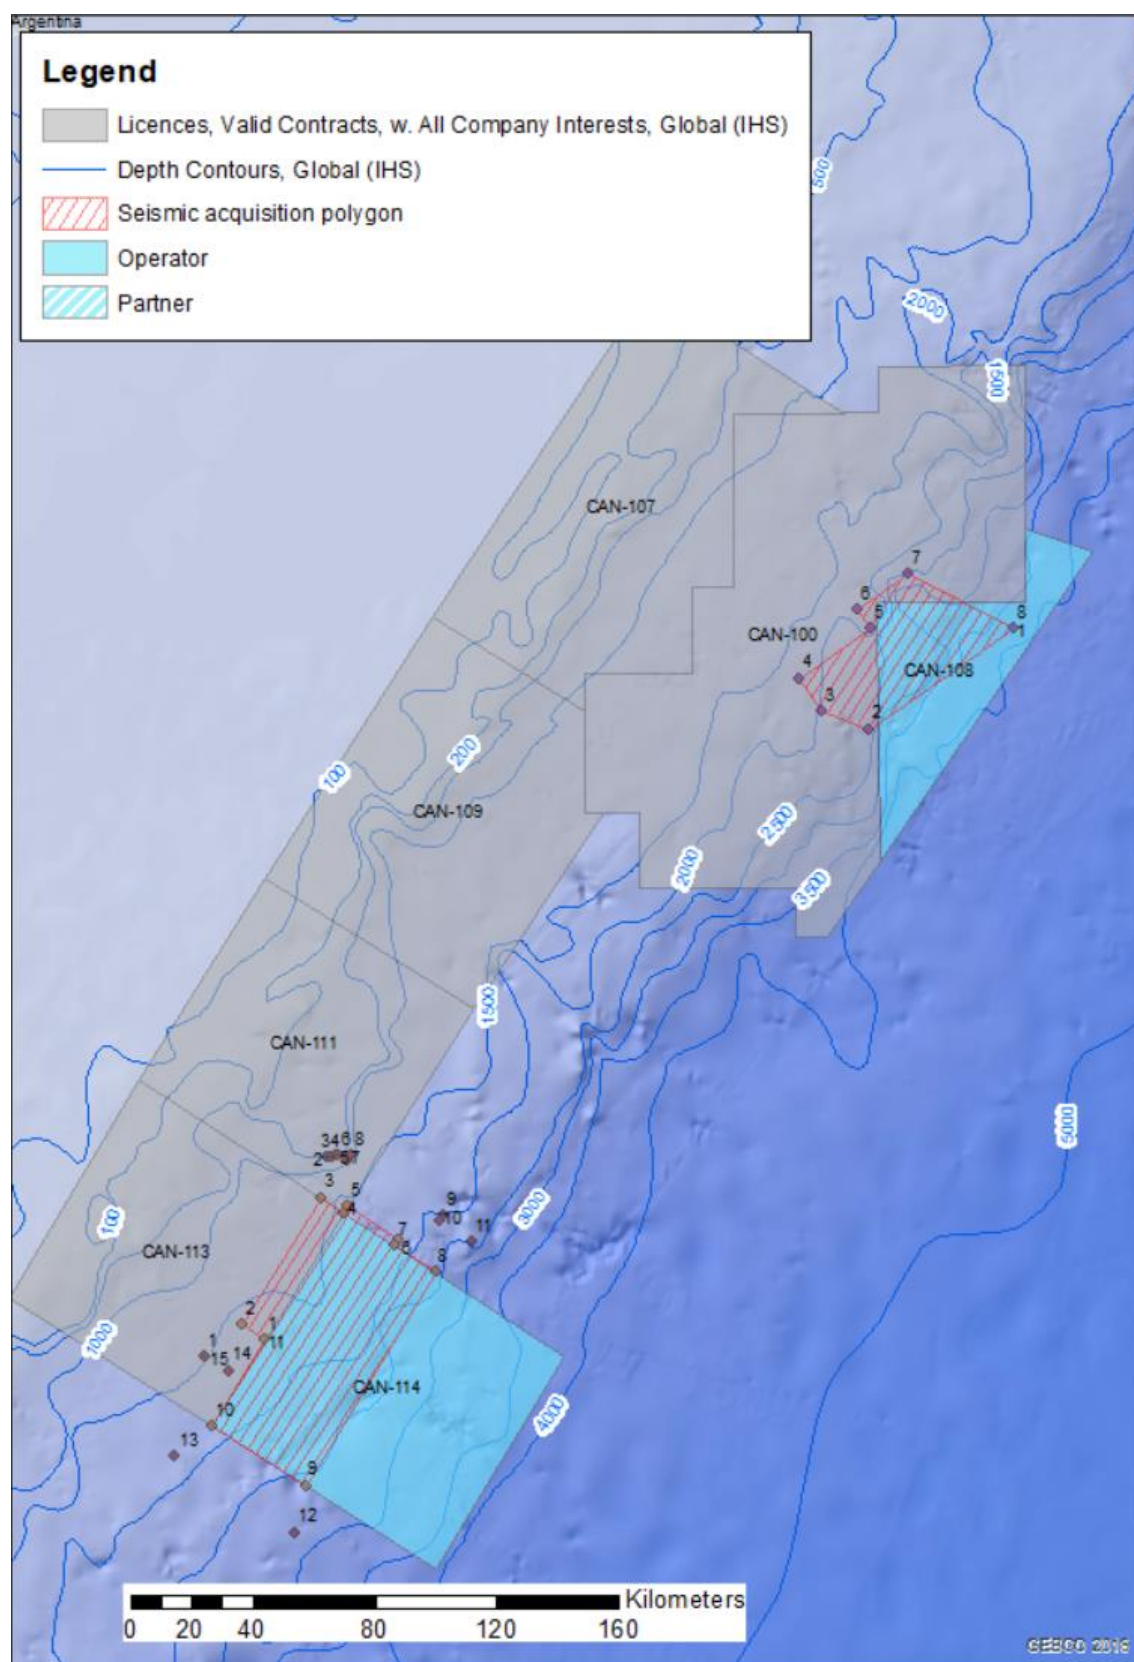 Argentina
Legend
Licences, Valid Contracts, w. All Company Interests, Global (IHS)
Depth Contours, Global (IHS)
Seismic acquisition polygon
Operator
Partner
500
2000
1500
CAN-107
7
6
5
8
1
CAN-100
4
CAN-108
3
2
200
100
CAN-109
2500
2000
3500
1500
CAN-111
5000
34 6 8
2 57
3
5
4
9
10
11
3000
100
CAN-113
7
6
8
2
1
11
1000
1
15 14
CAN-114
4000
10
13
9
12
Kilometers
0 20 40 80 120 160
GEBCO 2016